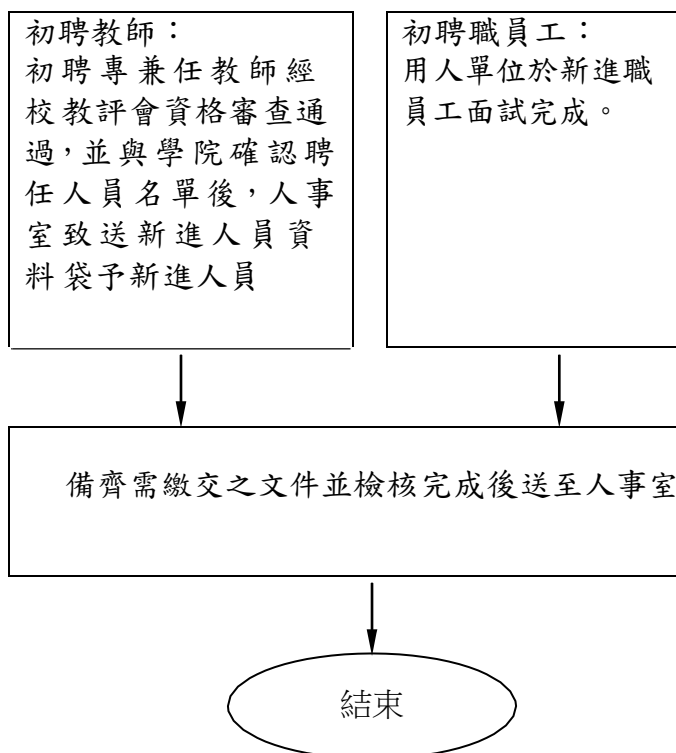 初聘教師：
初聘專兼任教師經
校教評會資格審查通
過，並與學院確認聘
任人員名單後，人事
室致送新進人員資
料袋予新進人員
初聘職員工：
用人單位於新進職
員工面試完成。
備齊需繳交之文件並檢核完成後送至人事室
結束